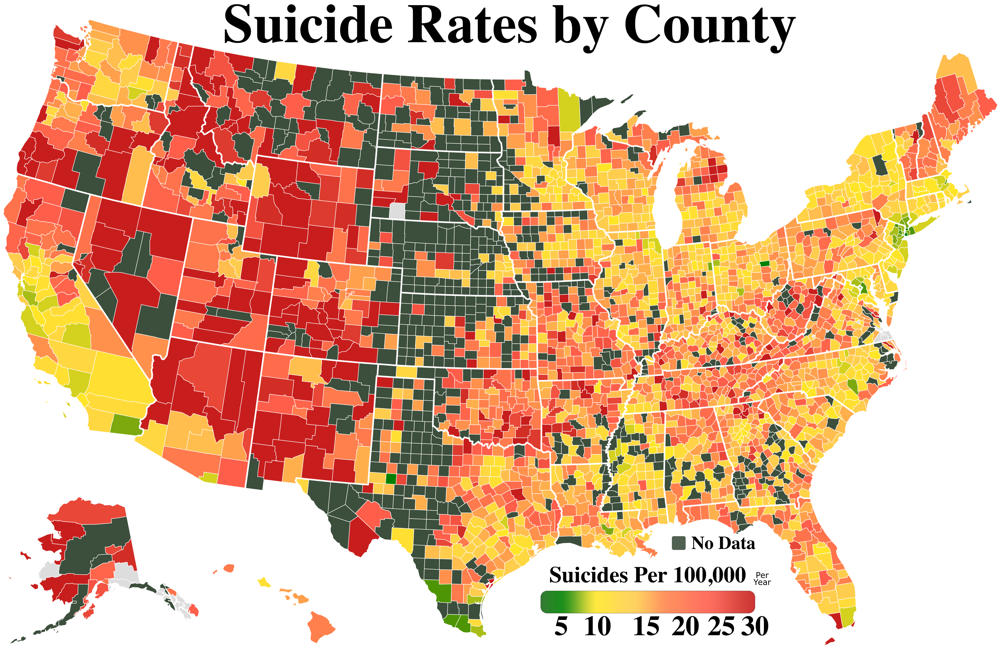 Suicide Rates by County
No Data
Suicides Per 100,000 Per Year
5 10 15 20 25 30